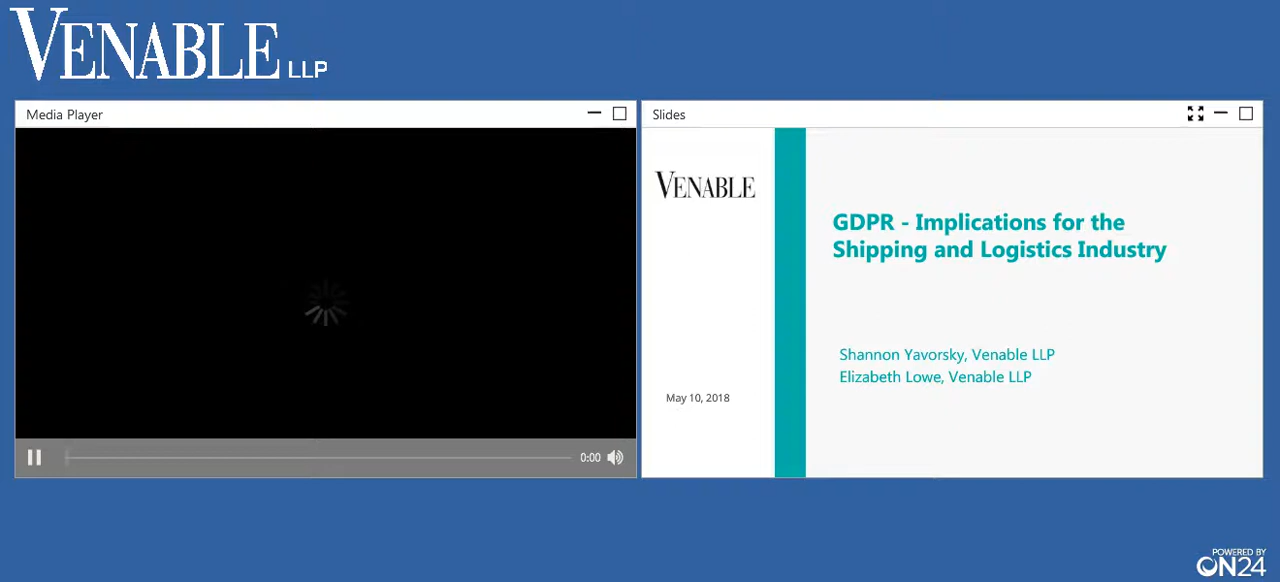 VENABLE LLP
Media Player
Slides
VENABLE
GDPR - Implications for the
Shipping and Logistics Industry
Shannon Yavorsky, Venable LLP
Elizabeth Lowe, Venable LLP
May 10, 2018
0:00
POWERED BY
ON24